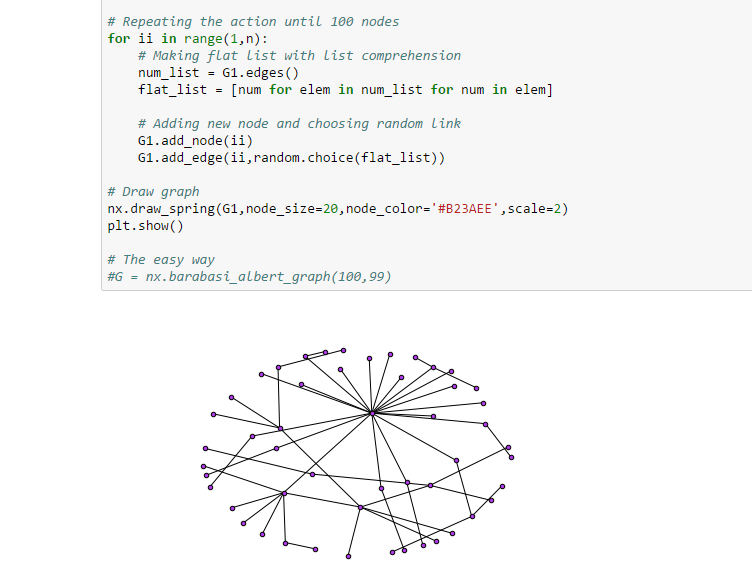 # Repeating the action until 100 nodes
for ii in range(1,n):
# Making flat list with list comprehension
num_list = G1.edges()
flat_list = [num for elem in num_list for num in elem]
# Adding new node and choosing random link
G1.add_node(ii)
G1.add_edge(ii,random.choice(flat_list))
# Draw graph
nx.draw_spring(G1,node_size=20,node_color='#B23AEE',scale=2)
plt.show()
# The easy way
#G = nx.barabasi_albert_graph(100,99)